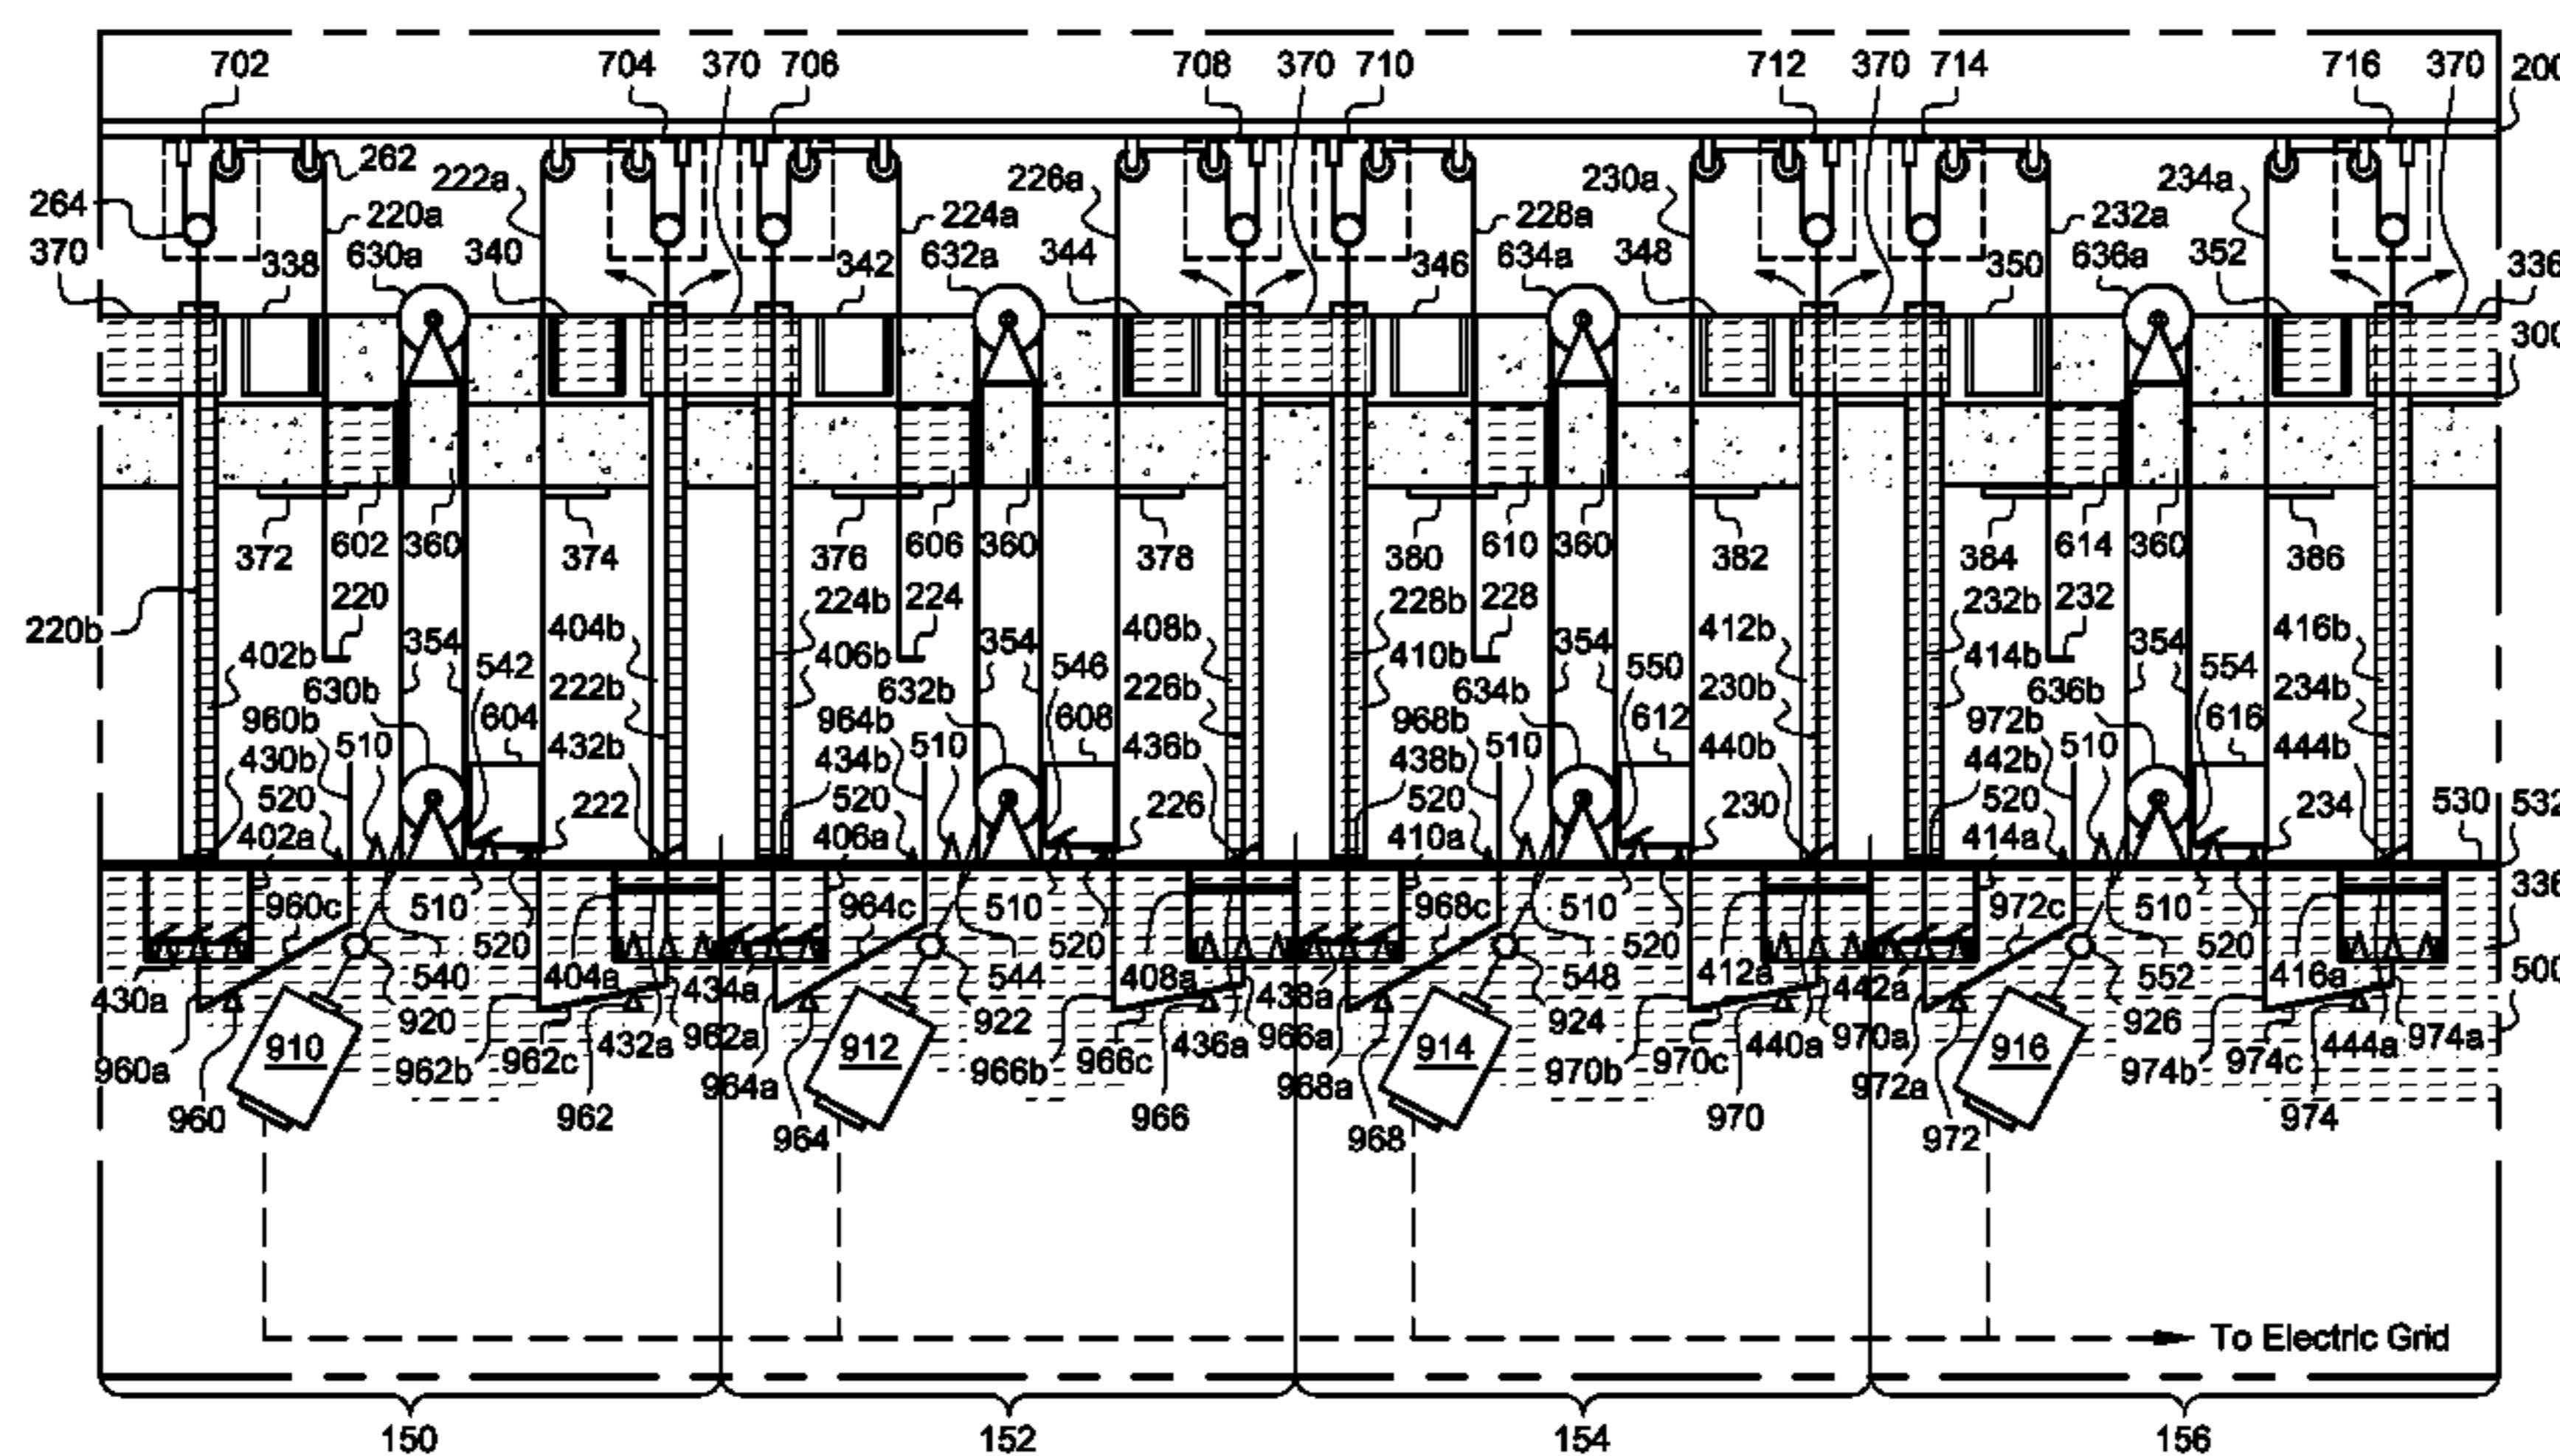 702 704 370 706 708 370 710 712 370 714 716 370 200
262 222a 226a 230a 234a
264 220a 224a 228a 232a
370 338 630a 340 342 632a 344 346 634a 348 350 636a 352 336
300
372 602 360 374 376 606 360 378 380 610 360 382 384 614 360 386
220 224b 224 228b 228 232b 232
220b 354 404b 354 408b 354 412b 354 416b
402b 542 406b 546 410b 550 414b 554
630b 222b 632b 226b 634b 230b 636b 234b
960b 604 964b 608 968b 612 972b 616
430b 510 432b 434b 510 436b 438b 510 440b 442b 510 444b
520 222 520 226 520 230 520 234 530 532
402a 406a 410a 414a
960c 510 964c 510 968c 510 972c 510 336
520 520 520 520
430a 540 404a 434a 544 408a 438a 548 412a 442a 552 416a 500
920 922 924 926
910 432a 962a 912 436a 966a 914 440a 970a 916 444a 974a
960a 962b 962c 964a 966b 966c 968a 970b 970c 972a 974b 974c
960 962 964 966 968 970 972 974
To Electric Grid
150 152 154 156